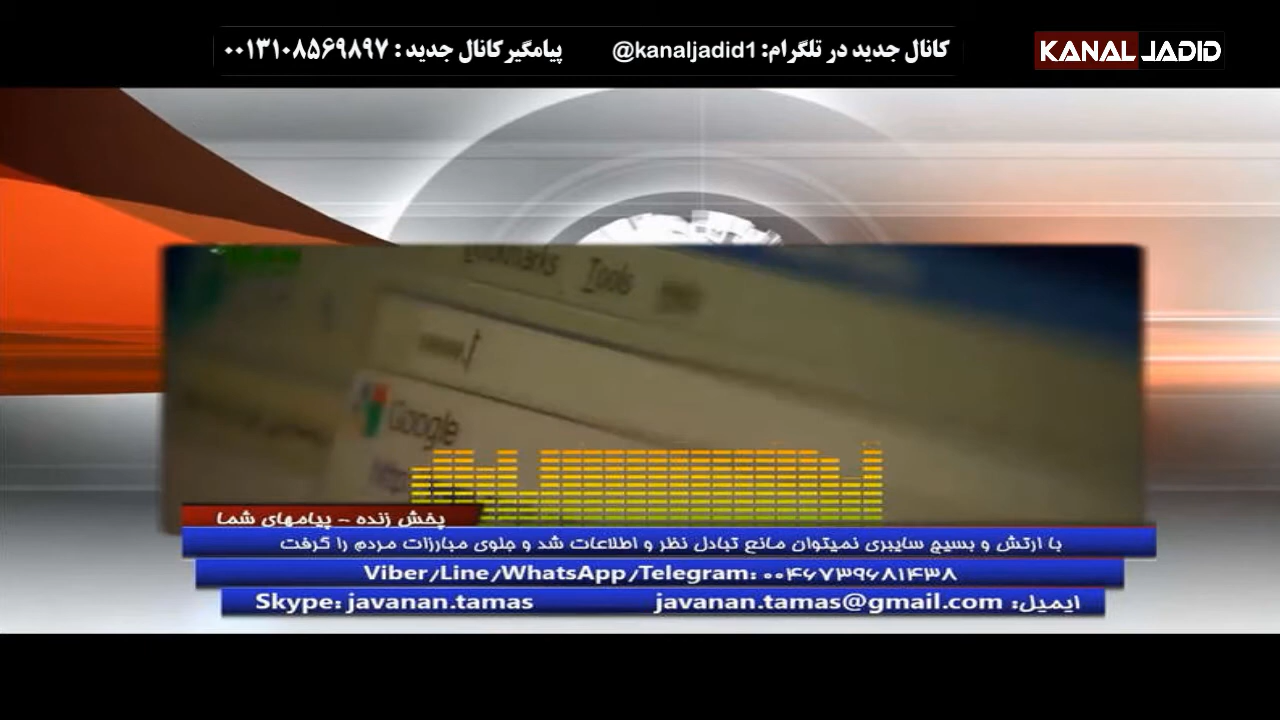 پیامگیر کانال جدید : ۰۰۱۳۱۰۸۵۶۹۸۹۷
کانال جدید در تلگرام: @kanaljadid1
KANAL JADID
Tools
Google
پخش زنده - پیامهای شما
با ارتش و بسیج سایبری نمیتوان مانع تبادل نظر و اطلاعات شد و جلوی مبارزات مردم را گرفت
Viber/Line/WhatsApp/Telegram: ۰۰۴۶۷۳۹۶۸۱۴۳۸
Skype: javanan.tamas
ایمیل: javanan.tamas@gmail.com